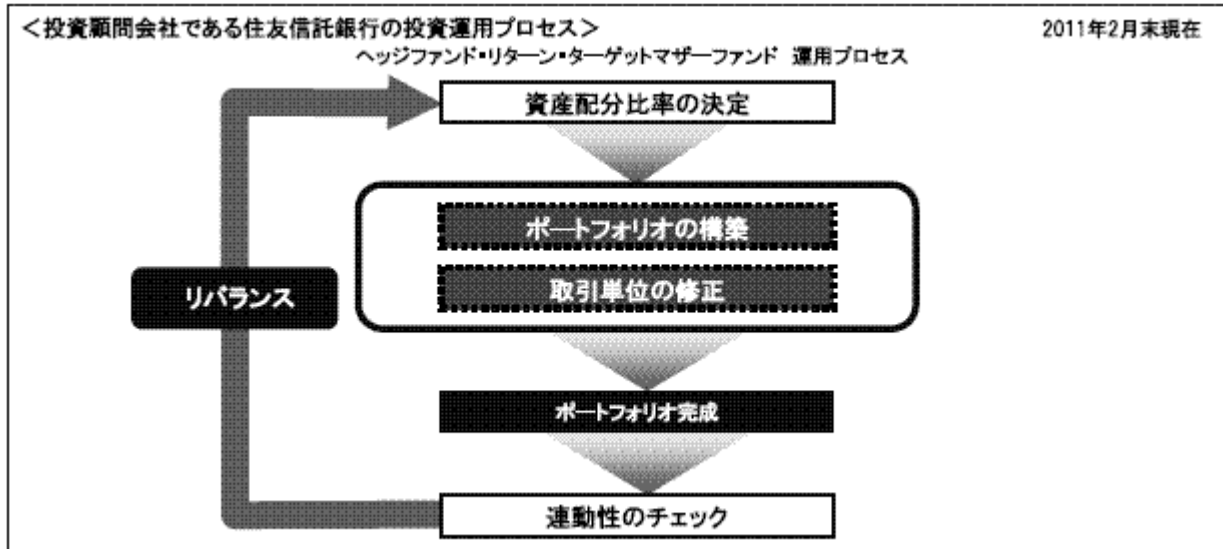 ＜投資顧問会社である住友信託銀行の投資運用プロセス＞ 2011年2月末現在
ヘッジファンド・リターン・ターゲットマザーファンド 運用プロセス
資産配分比率の決定
ポートフォリオの構築
取引単位の修正
リバランス
ポートフォリオ完成
連動性のチェック